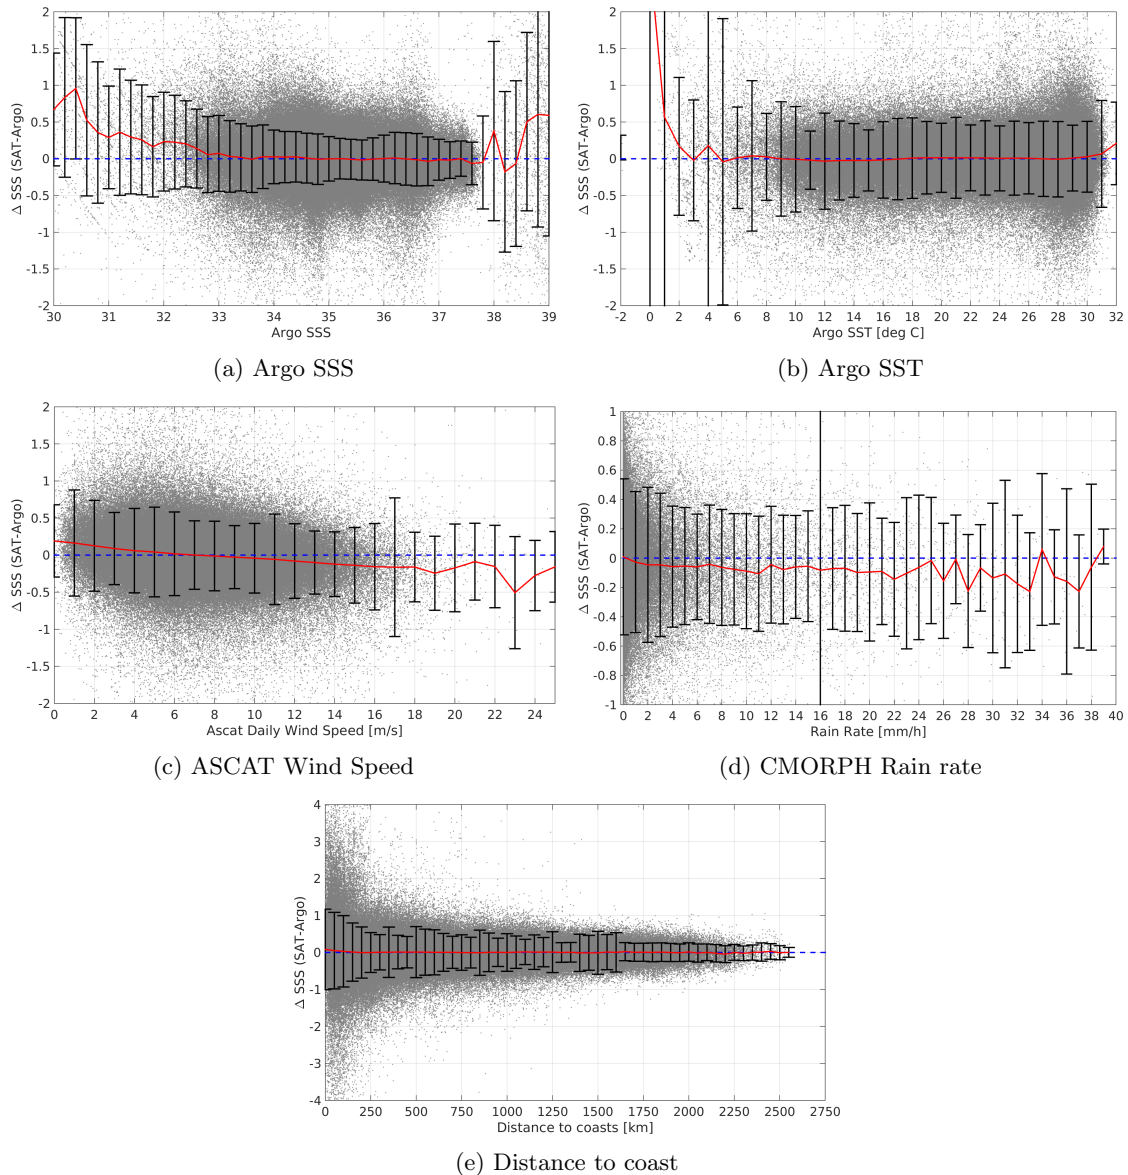 2
1.5
1
0.5
0
-0.5
-1
-1.5
-2
Δ SSS (SAT-Argo)
30 31 32 33 34 35 36 37 38 39
Argo SSS
(a) Argo SSS
2
1.5
1
0.5
0
-0.5
-1
-1.5
-2
Δ SSS (SAT-Argo)
-2 0 2 4 6 8 10 12 14 16 18 20 22 24 26 28 30 32
Argo SST [deg C]
(b) Argo SST
2
1.5
1
0.5
0
-0.5
-1
-1.5
-2
Δ SSS (SAT-Argo)
0 2 4 6 8 10 12 14 16 18 20 22 24
Ascat Daily Wind Speed [m/s]
(c) ASCAT Wind Speed
1
0.8
0.6
0.4
0.2
0
-0.2
-0.4
-0.6
-0.8
-1
Δ SSS (SAT-Argo)
0 2 4 6 8 10 12 14 16 18 20 22 24 26 28 30 32 34 36 38 40
Rain Rate [mm/h]
(d) CMORPH Rain rate
4
3
2
1
0
-1
-2
-3
-4
Δ SSS (SAT-Argo)
0 250 500 750 1000 1250 1500 1750 2000 2250 2500 2750
Distance to coasts [km]
(e) Distance to coast